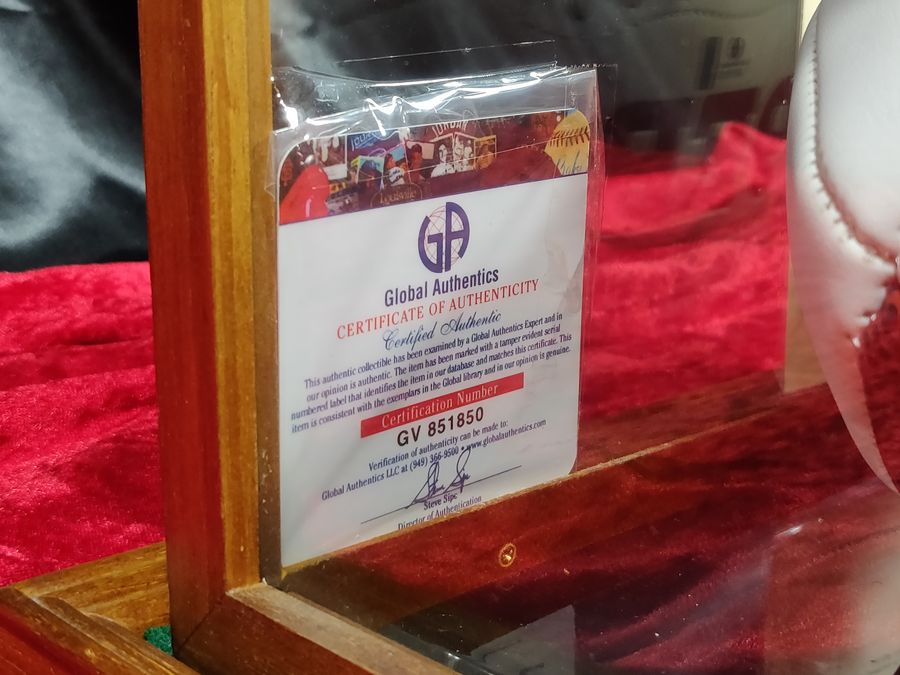 GA
Global Authentics
CERTIFICATE OF AUTHENTICITY
Certified Authentic
This authentic collectible has been examined by a Global Authentics Expert and in
our opinion is authentic. The item has been marked with a tamper evident serial
numbered label that identifies the item in our database and matches this certificate. This
item is consistent with the exemplars in the Global library and in our opinion is genuine.
Certification Number
GV 851850
Verification of authenticity can be made to:
Global Authentics LLC at (949) 366-9500 • www.globalauthentics.com
Steve Sipe
Director of Authentication